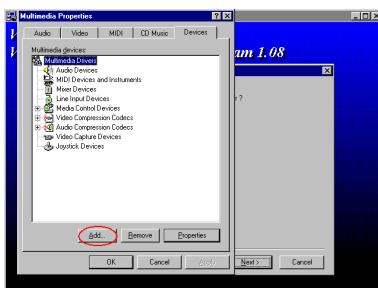 Multimedia Properties
Audio Video MIDI CD Music Devices
Multimedia devices:
Multimedia Drivers
Audio Devices
MIDI Devices and Instruments
Mixer Devices
Line Input Devices
Media Control Devices
Video Compression Codecs
Audio Compression Codecs
Video Capture Devices
Joystick Devices
Add... Remove Properties
OK Cancel Apply
am 1.08
r ?
Next > Cancel